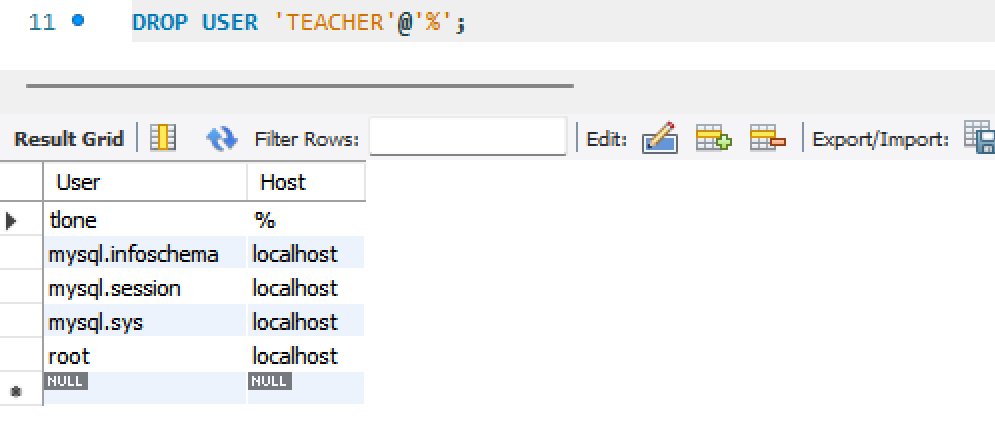 11 DROP USER 'TEACHER'@'%';
Result Grid Filter Rows: Edit: Export/Import:
User Host
tlone %
mysql.infoschema localhost
mysql.session localhost
mysql.sys localhost
root localhost
NULL NULL